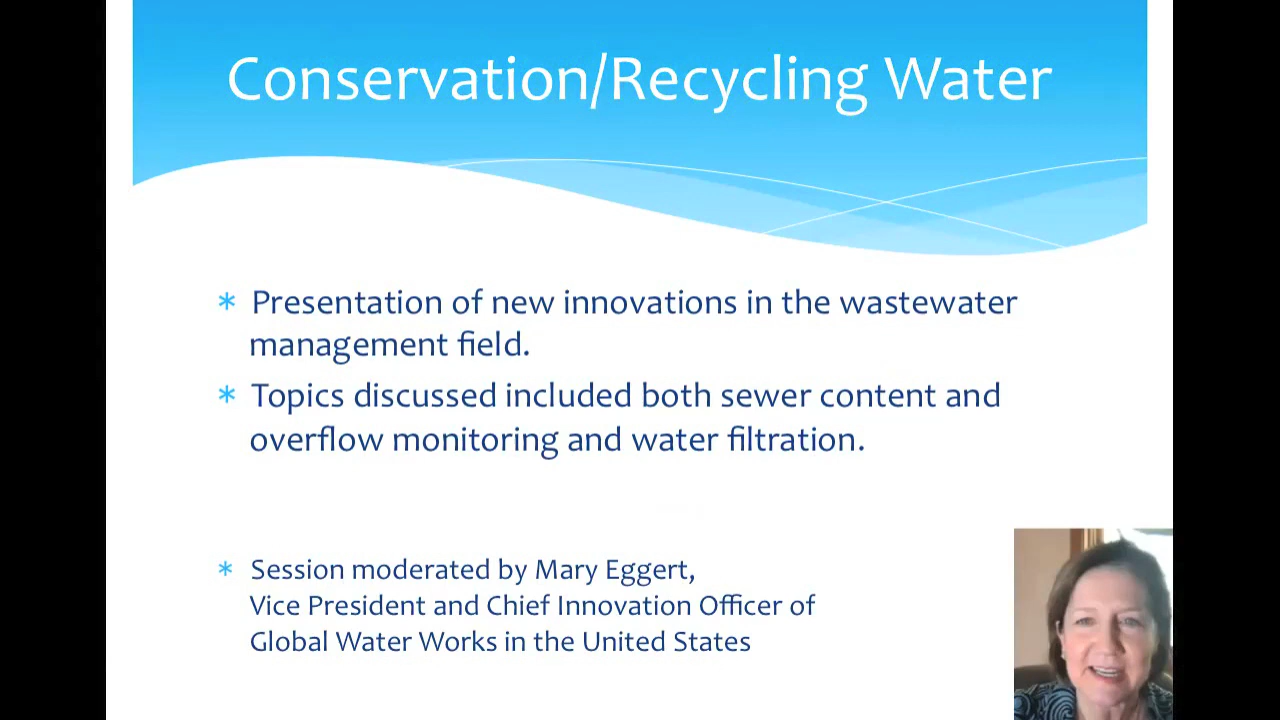 Conservation/Recycling Water
* Presentation of new innovations in the wastewater
management field.
* Topics discussed included both sewer content and
overflow monitoring and water filtration.
* Session moderated by Mary Eggert,
Vice President and Chief Innovation Officer of
Global Water Works in the United States